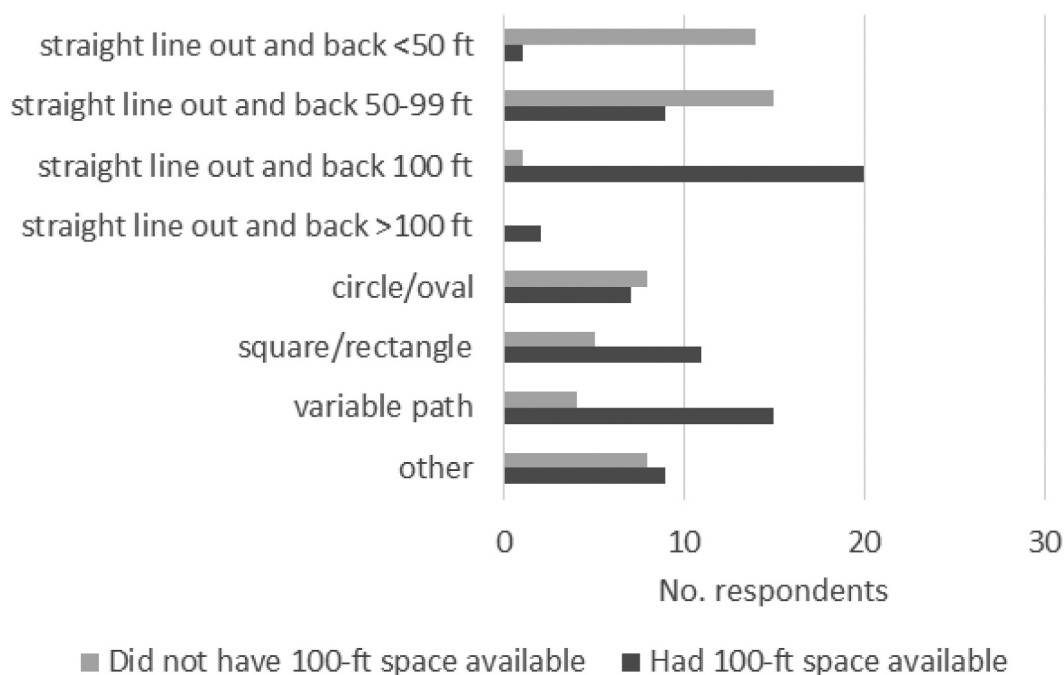 straight line out and back <50 ft
straight line out and back 50-99 ft
straight line out and back 100 ft
straight line out and back >100 ft
circle/oval
square/rectangle
variable path
other
0 10 20 30
No. respondents
Did not have 100-ft space available Had 100-ft space available